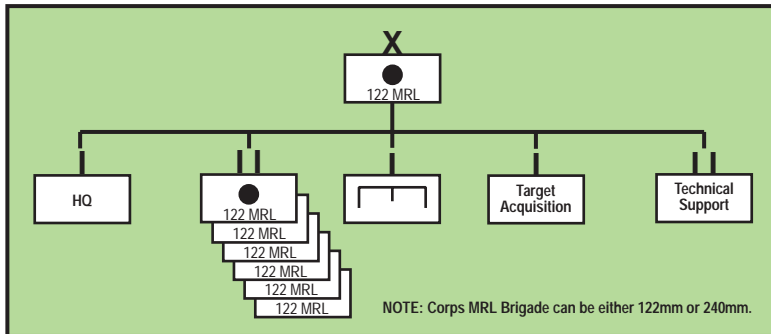 X
122 MRL
HQ
122 MRL
122 MRL
122 MRL
122 MRL
122 MRL
122 MRL
Target
Acquisition
Technical
Support
NOTE: Corps MRL Brigade can be either 122mm or 240mm.